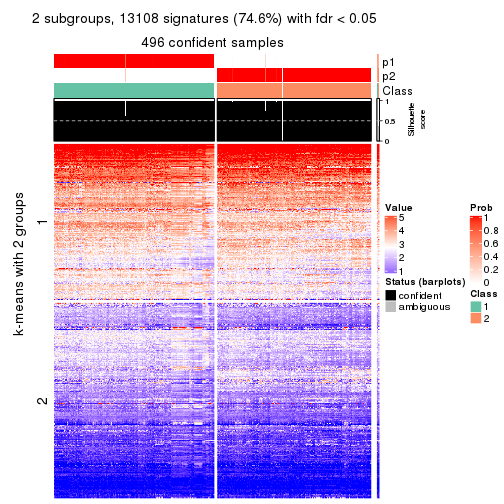 2 subgroups, 13108 signatures (74.6%) with fdr < 0.05
496 confident samples
p1
p2
Class
1
0.5
0
Silhouette
score
k-means with 2 groups
1
2
Value
5
4
3
2
1
Status (barplots)
confident
ambiguous
Prob
1
0.8
0.6
0.4
0.2
0
Class
1
2